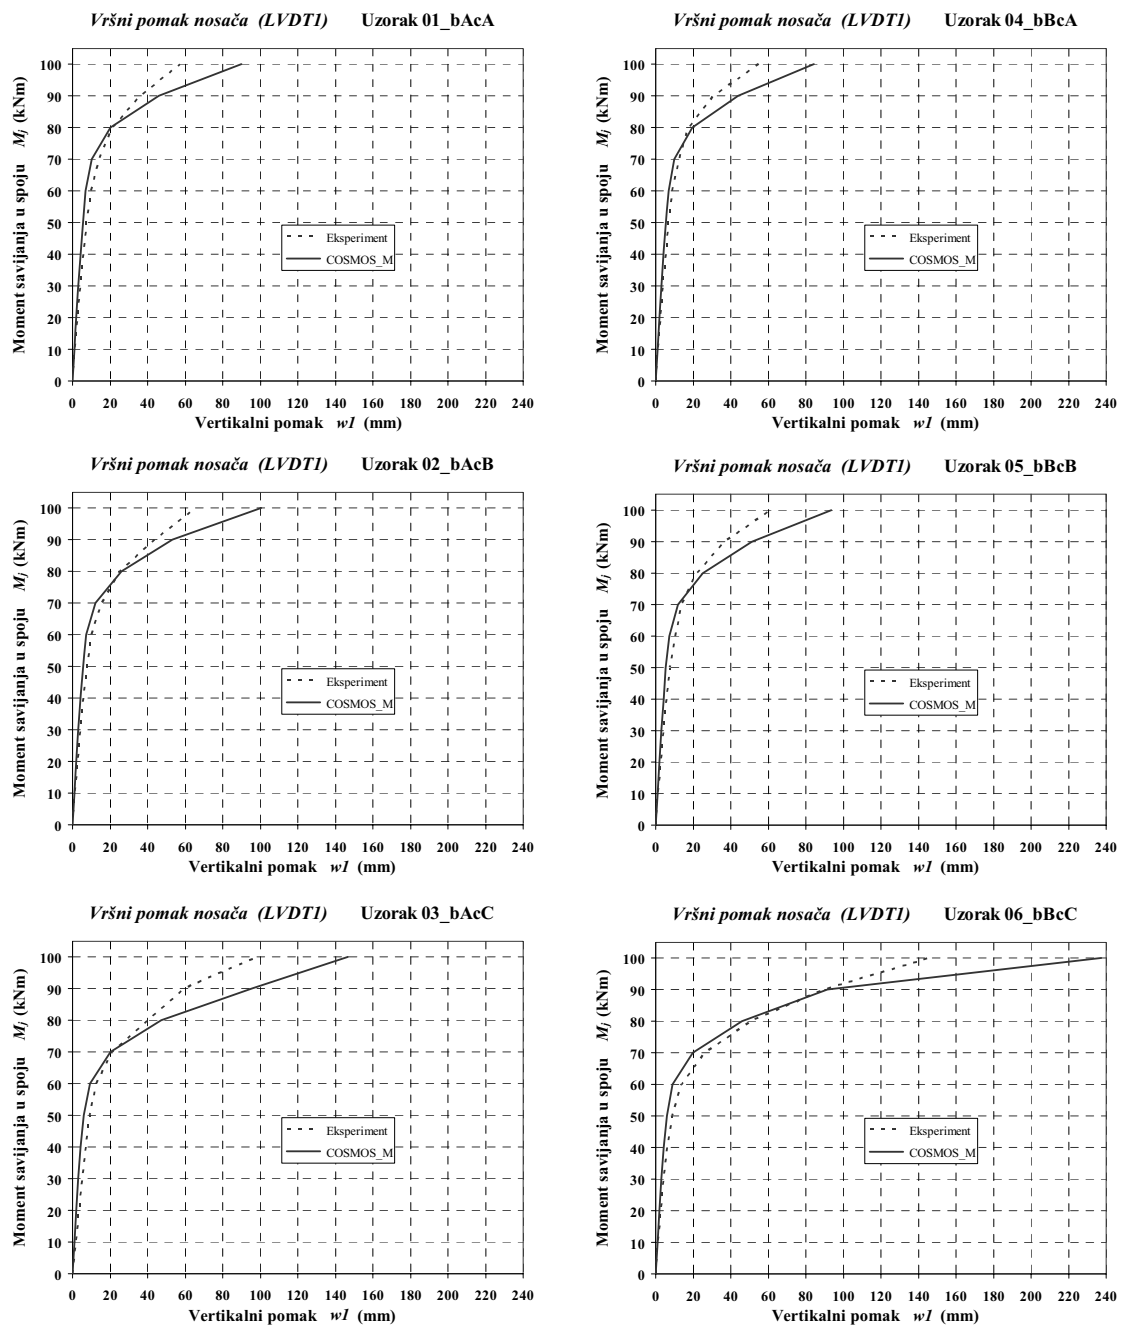 Vršni pomak nosača (LVDT1) Uzorak 01_bAcA
Moment savijanja u spoju Mj (kNm)
100
90
80
70
60
50
40
30
20
10
0
Eksperiment
COSMOS_M
0 20 40 60 80 100 120 140 160 180 200 220 240
Vertikalni pomak w1 (mm)
Vršni pomak nosača (LVDT1) Uzorak 04_bBcA
Moment savijanja u spoju Mj (kNm)
100
90
80
70
60
50
40
30
20
10
0
Eksperiment
COSMOS_M
0 20 40 60 80 100 120 140 160 180 200 220 240
Vertikalni pomak w1 (mm)
Vršni pomak nosača (LVDT1) Uzorak 02_bAcB
Moment savijanja u spoju Mj (kNm)
100
90
80
70
60
50
40
30
20
10
0
Eksperiment
COSMOS_M
0 20 40 60 80 100 120 140 160 180 200 220 240
Vertikalni pomak w1 (mm)
Vršni pomak nosača (LVDT1) Uzorak 05_bBcB
Moment savijanja u spoju Mj (kNm)
100
90
80
70
60
50
40
30
20
10
0
Eksperiment
COSMOS_M
0 20 40 60 80 100 120 140 160 180 200 220 240
Vertikalni pomak w1 (mm)
Vršni pomak nosača (LVDT1) Uzorak 03_bAcC
Moment savijanja u spoju Mj (kNm)
100
90
80
70
60
50
40
30
20
10
0
Eksperiment
COSMOS_M
0 20 40 60 80 100 120 140 160 180 200 220 240
Vertikalni pomak w1 (mm)
Vršni pomak nosača (LVDT1) Uzorak 06_bBcC
Moment savijanja u spoju Mj (kNm)
100
90
80
70
60
50
40
30
20
10
0
Eksperiment
COSMOS_M
0 20 40 60 80 100 120 140 160 180 200 220 240
Vertikalni pomak w1 (mm)